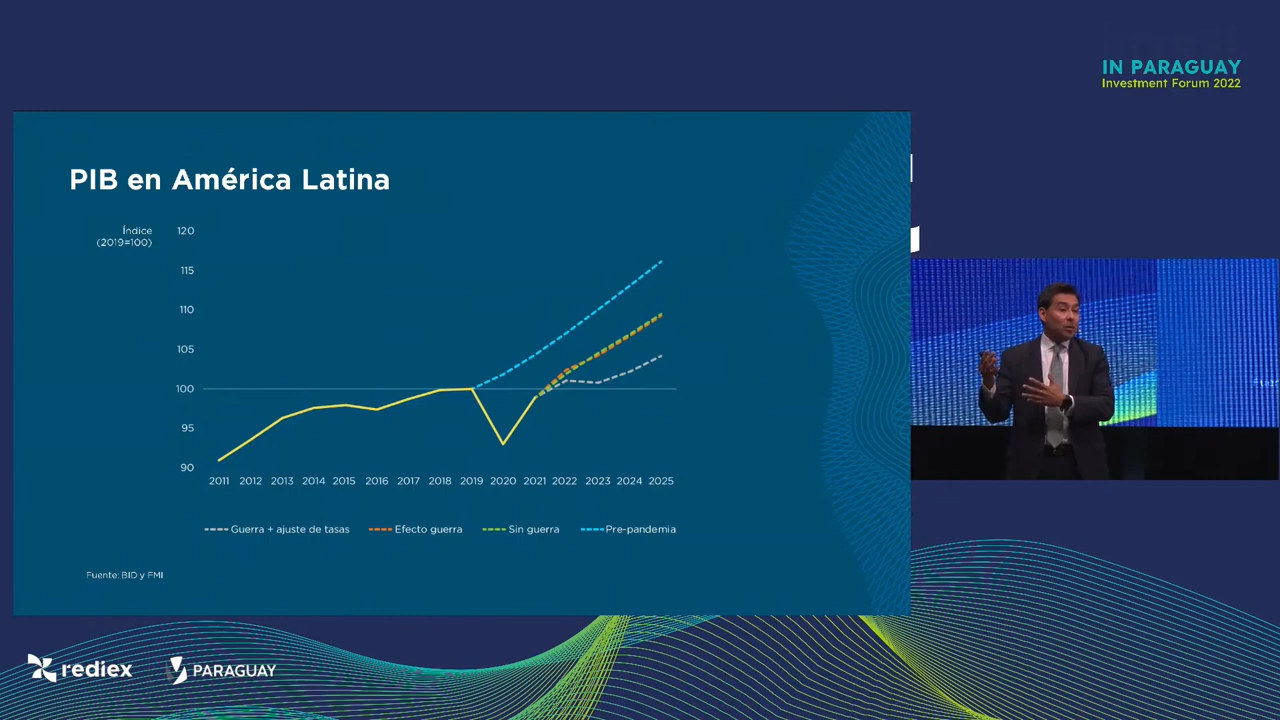 IN PARAGUAY
Investment Forum 2022
PIB en América Latina
Índice
(2019=100)
120
115
110
105
100
95
90
2011 2012 2013 2014 2015 2016 2017 2018 2019 2020 2021 2022 2023 2024 2025
Guerra + ajuste de tasas Efecto guerra Sin guerra Pre-pandemia
Fuente: BID y FMI
rediex PARAGUAY